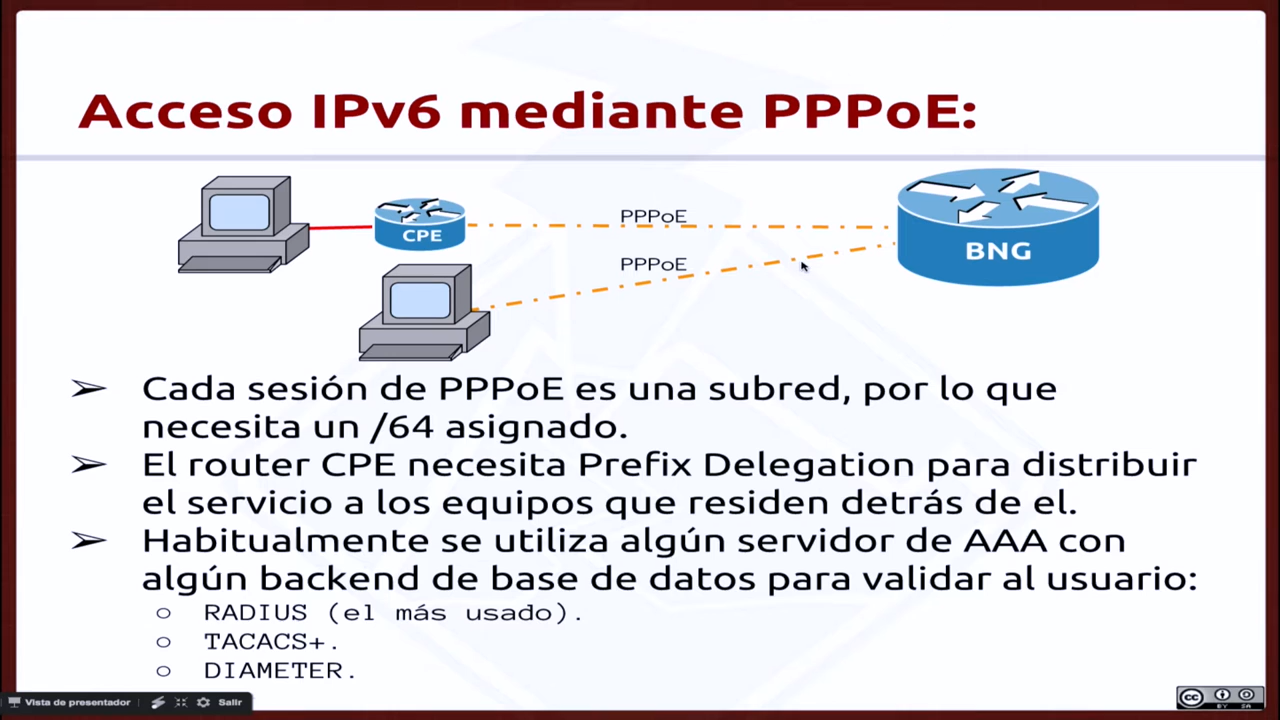 Acceso IPv6 mediante PPPoE:
PPPoE
CPE
BNG
PPPoE
➢ Cada sesión de PPPoE es una subred, por lo que
necesita un /64 asignado.
➢ El router CPE necesita Prefix Delegation para distribuir
el servicio a los equipos que residen detrás de el.
➢ Habitualmente se utiliza algún servidor de AAA con
algún backend de base de datos para validar al usuario:
○ RADIUS (el más usado).
○ TACACS+.
○ DIAMETER.
Vista de presentador Salir
cc BY SA